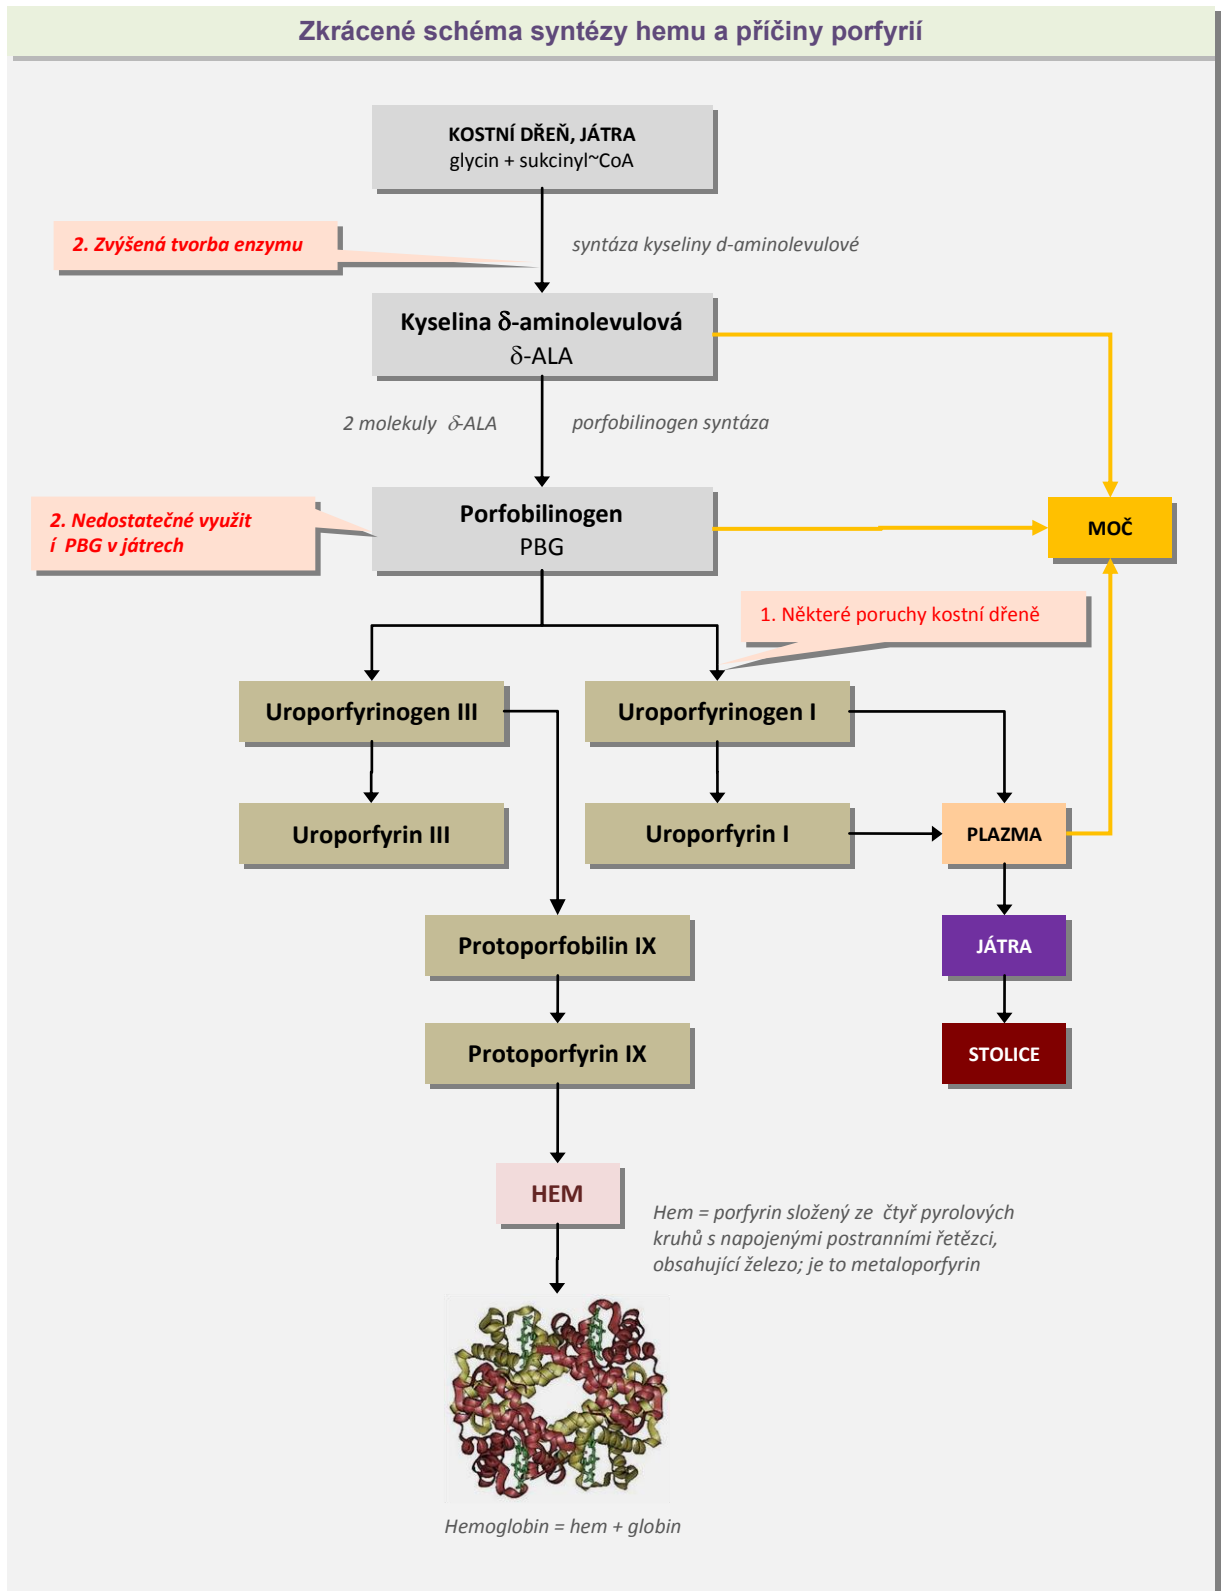 Zkrácené schéma syntézy hemu a příčiny porfyrií
KOSTNÍ DŘEŇ, JÁTRA
glycin + sukcinyl~CoA
2. Zvýšená tvorba enzymu
syntáza kyseliny d-aminolevulové
Kyselina δ-aminolevulová
δ-ALA
2 molekuly δ-ALA
porfobilinogen syntáza
2. Nedostatečné využit
í PBG v játrech
Porfobilinogen
PBG
MOČ
1. Některé poruchy kostní dřeně
Uroporfyrinogen III
Uroporfyrinogen I
Uroporfyrin III
Uroporfyrin I
PLAZMA
Protoporfobilin IX
JÁTRA
Protoporfyrin IX
STOLICE
HEM
Hem = porfyrin složený ze čtyř pyrolových
kruhů s napojenými postranními řetězci,
obsahující železo; je to metaloporfyrin
Hemoglobin = hem + globin